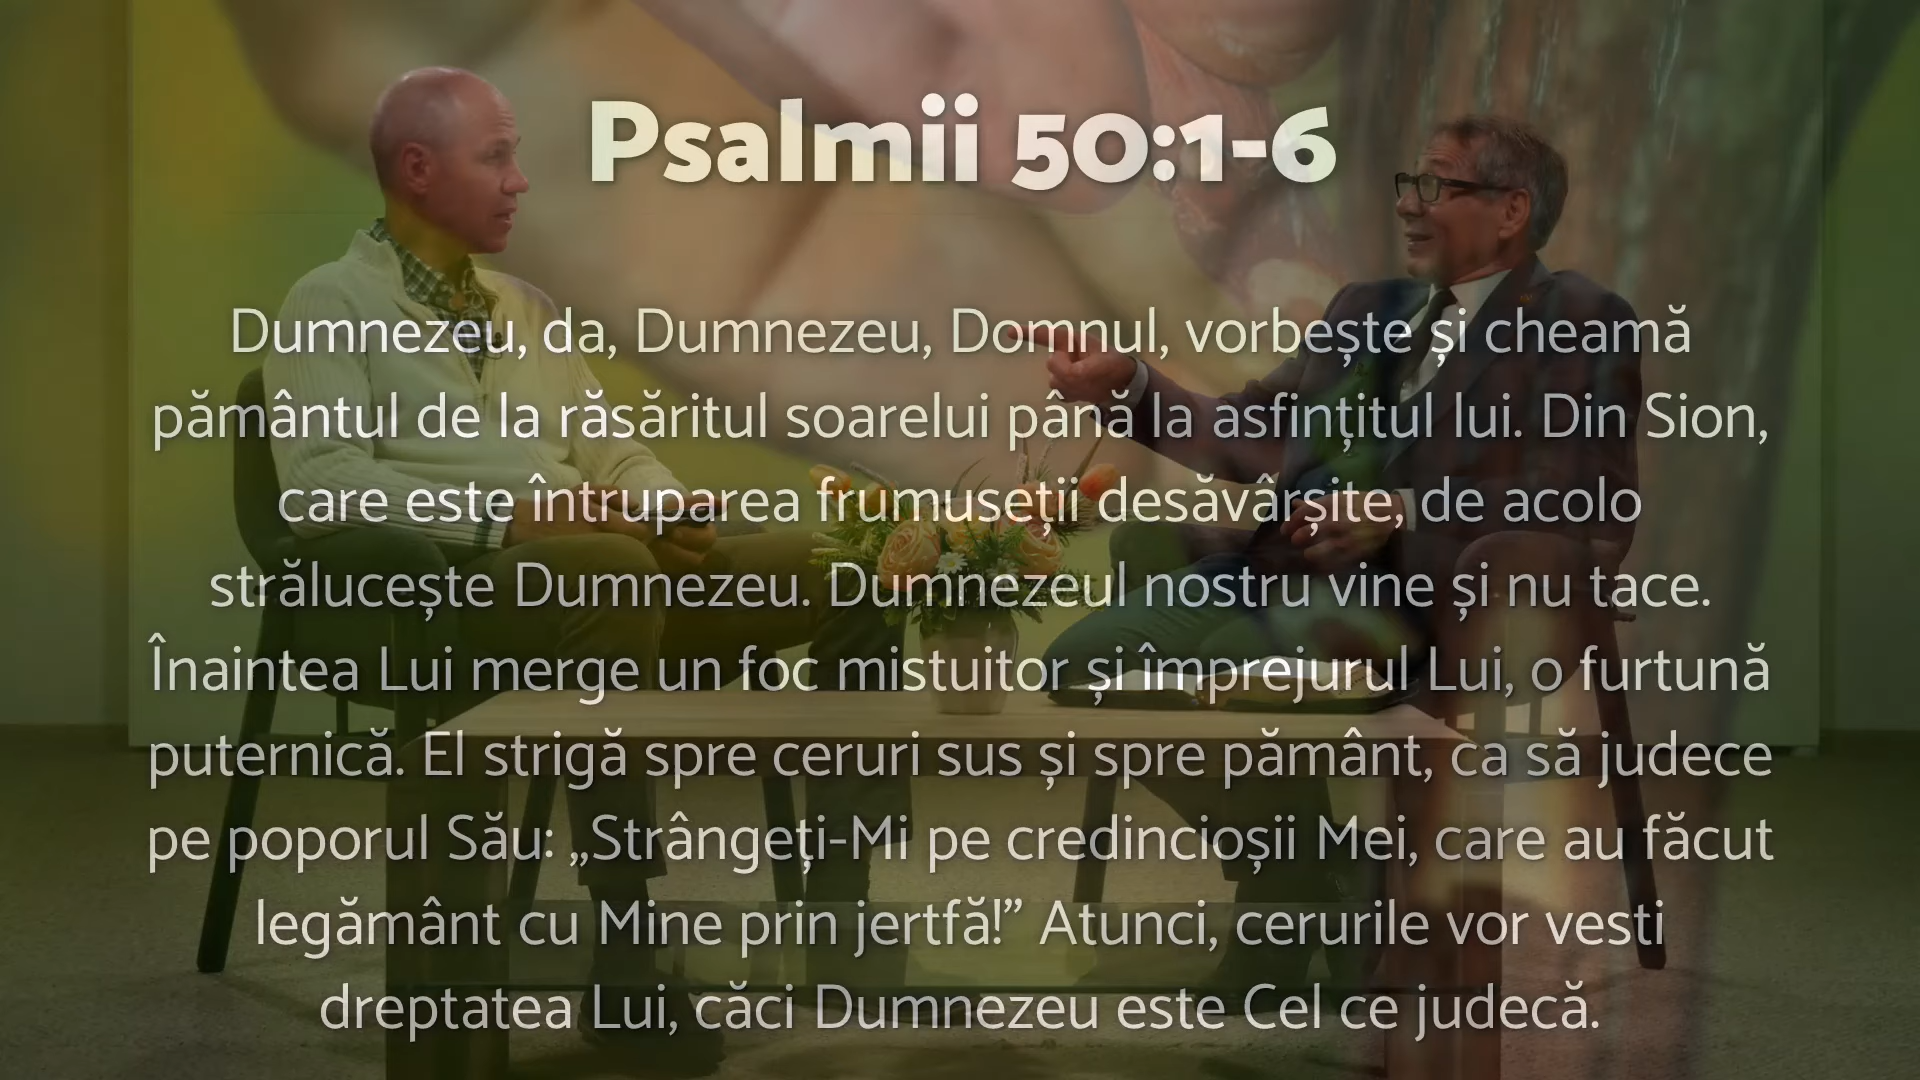 Psalmii 50:1-6
Dumnezeu, da, Dumnezeu, Domnul, vorbește și cheamă
pământul de la răsăritul soarelui până la asfințitul lui. Din Sion,
care este întruparea frumuseții desăvârșite, de acolo
strălucește Dumnezeu. Dumnezeul nostru vine și nu tace.
Înaintea Lui merge un foc mistuitor și împrejurul Lui, o furtună
puternică. El strigă spre ceruri sus și spre pământ, ca să judece
pe poporul Său: „Strângeți-Mi pe credincioșii Mei, care au făcut
legământ cu Mine prin jertfă!” Atunci, cerurile vor vesti
dreptatea Lui, căci Dumnezeu este Cel ce judecă.